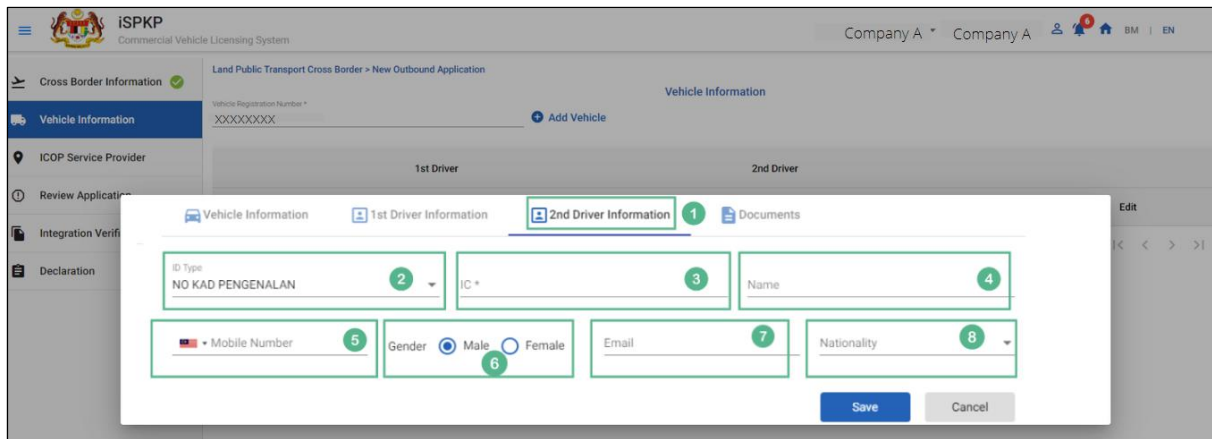 iSPKP
Commercial Vehicle Licensing System
Company A Company A 6 BM | EN
Cross Border Information
Vehicle Information
ICOP Service Provider
Review Application
Declaration
Land Public Transport Cross Border > New Outbound Application
Vehicle Information
Vehicle Registration Number *
XXXXXXXX Add Vehicle
1st Driver 2nd Driver
Edit
|< < > >|
Integration Verifi
Vehicle Information 1st Driver Information 2nd Driver Information 1 Documents
ID Type
NO KAD PENGENALAN 2 IC * 3 Name 4
Mobile Number 5 Gender Male Female 6 Email 7 Nationality 8
Save Cancel